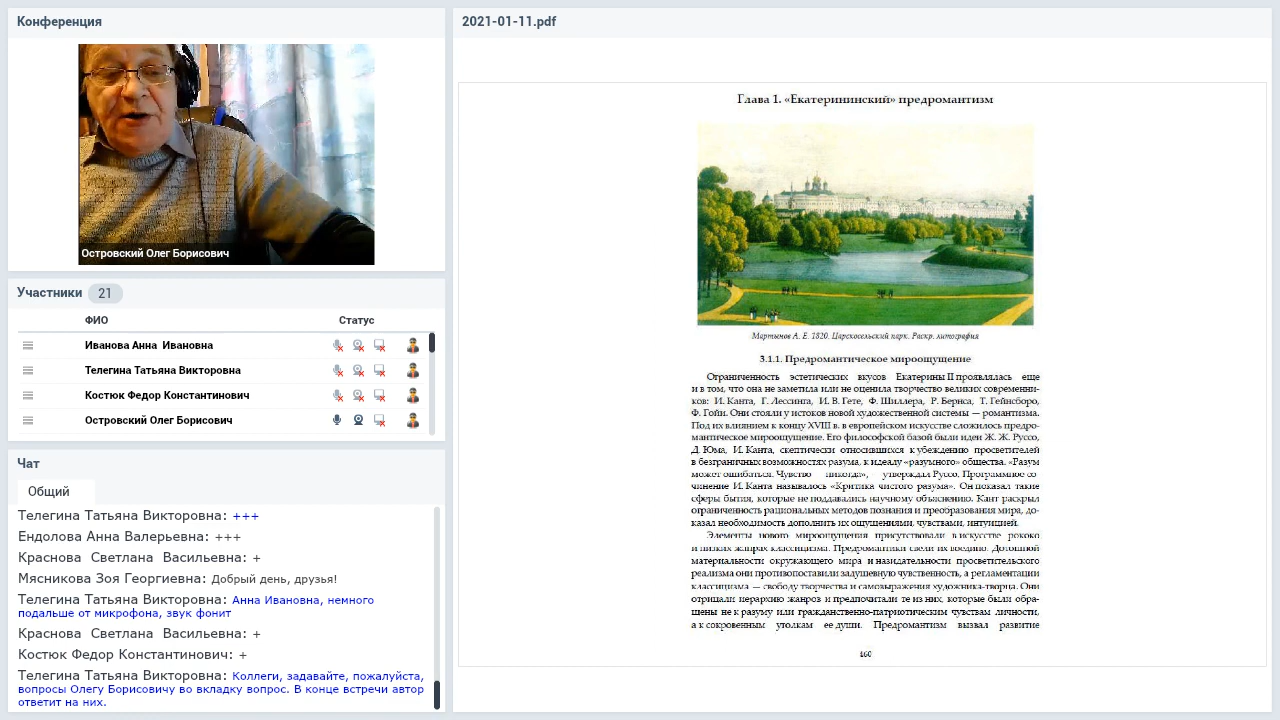 Конференция
Островский Олег Борисович
Участники 21
ФИО Статус
Иванова Анна Ивановна
Телегина Татьяна Викторовна
Костюк Федор Константинович
Островский Олег Борисович
Чат
Общий
Телегина Татьяна Викторовна: +++
Ендолова Анна Валерьевна: +++
Краснова Светлана Васильевна: +
Мясникова Зоя Георгиевна: Добрый день, друзья!
Телегина Татьяна Викторовна: Анна Ивановна, немного
подальше от микрофона, звук фонит
Краснова Светлана Васильевна: +
Костюк Федор Константинович: +
Телегина Татьяна Викторовна: Коллеги, задавайте, пожалуйста,
вопросы Олегу Борисовичу во вкладку вопрос. В конце встречи автор
ответит на них.
2021-01-11.pdf
Глава 1. «Екатерининский» предромантизм
Мартынов А. Е. 1820. Царскосельский парк. Раскр. литография
3.1.1. Предромантическое мироощущение
Ограниченность эстетических вкусов Екатерины II проявлялась еще
и в том, что она не заметила или не оценила творчество великих современни-
ков: И. Канта, Г. Лессинга, И. В. Гете, Ф. Шиллера, Р. Бернса, Т. Гейнсборо,
Ф. Гойи. Они стояли у истоков новой художественной системы — романтизма.
Под их влиянием к концу XVIII в. в европейском искусстве сложилось предро-
мантическое мироощущение. Его философской базой были идеи Ж. Ж. Руссо,
Д. Юма, И. Канта, скептически относившихся к убеждению просветителей
в безграничных возможностях разума, к идеалу «разумного» общества. «Разум
может ошибаться. Чувство — никогда», — утверждал Руссо. Программное со-
чинение И. Канта называлось «Критика чистого разума». Он показал такие
сферы бытия, которые не поддавались научному объяснению. Кант раскрыл
ограниченность рациональных методов познания и преобразования мира, до-
казал необходимость дополнить их ощущениями, чувствами, интуицией.
Элементы нового мироощущения присутствовали в искусстве рококо
и низких жанрах классицизма. Предромантики свели их воедино. Дотошной
материальности окружающего мира и назидательности просветительского
реализма они противопоставили задушевную чувственность, а регламентации
классицизма — свободу творчества и самовыражения художника-творца. Они
отрицали иерархию жанров и предпочитали те из них, которые были обра-
щены не к разуму или гражданственно-патриотическим чувствам личности,
а к сокровенным уголкам ее души. Предромантизм вызвал развитие
460